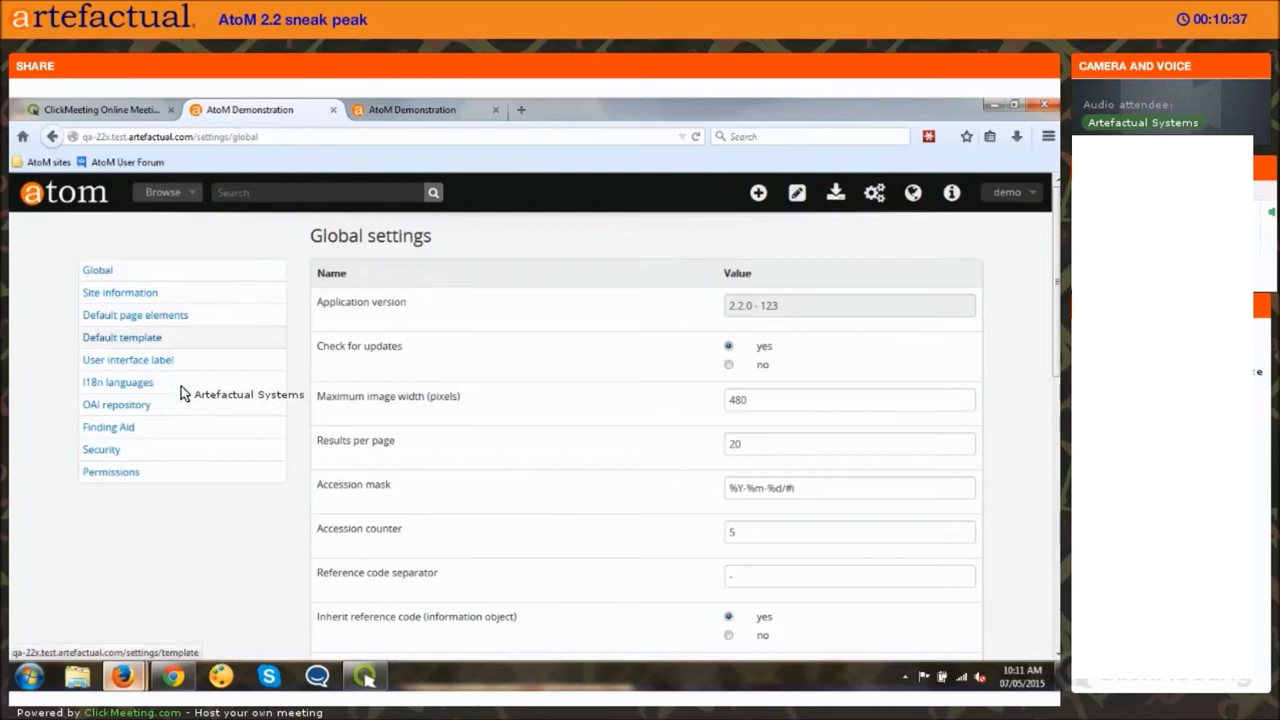 artefactual.
AtoM 2.2 sneak peak
00:10:37
SHARE
CAMERA AND VOICE
Audio attendee:
Artefactual Systems
ClickMeeting Online Meeti...
AtoM Demonstration
AtoM Demonstration
qa-22x.test.artefactual.com/settings/global
Search
AtoM sites
AtoM User Forum
atom
Browse
Search
demo
Global settings
Global
Site information
Default page elements
Default template
User interface label
I18n languages
OAI repository
Finding Aid
Security
Permissions
Artefactual Systems
Name Value
Application version 2.2.0 - 123
Check for updates yes
no
Maximum image width (pixels) 480
Results per page 20
Accession mask %Y-%m-%d/#i
Accession counter 5
Reference code separator -
Inherit reference code (information object) yes
no
qa-22x.test.artefactual.com/settings/template
10:11 AM
07/05/2015
Powered by ClickMeeting.com - Host your own meeting